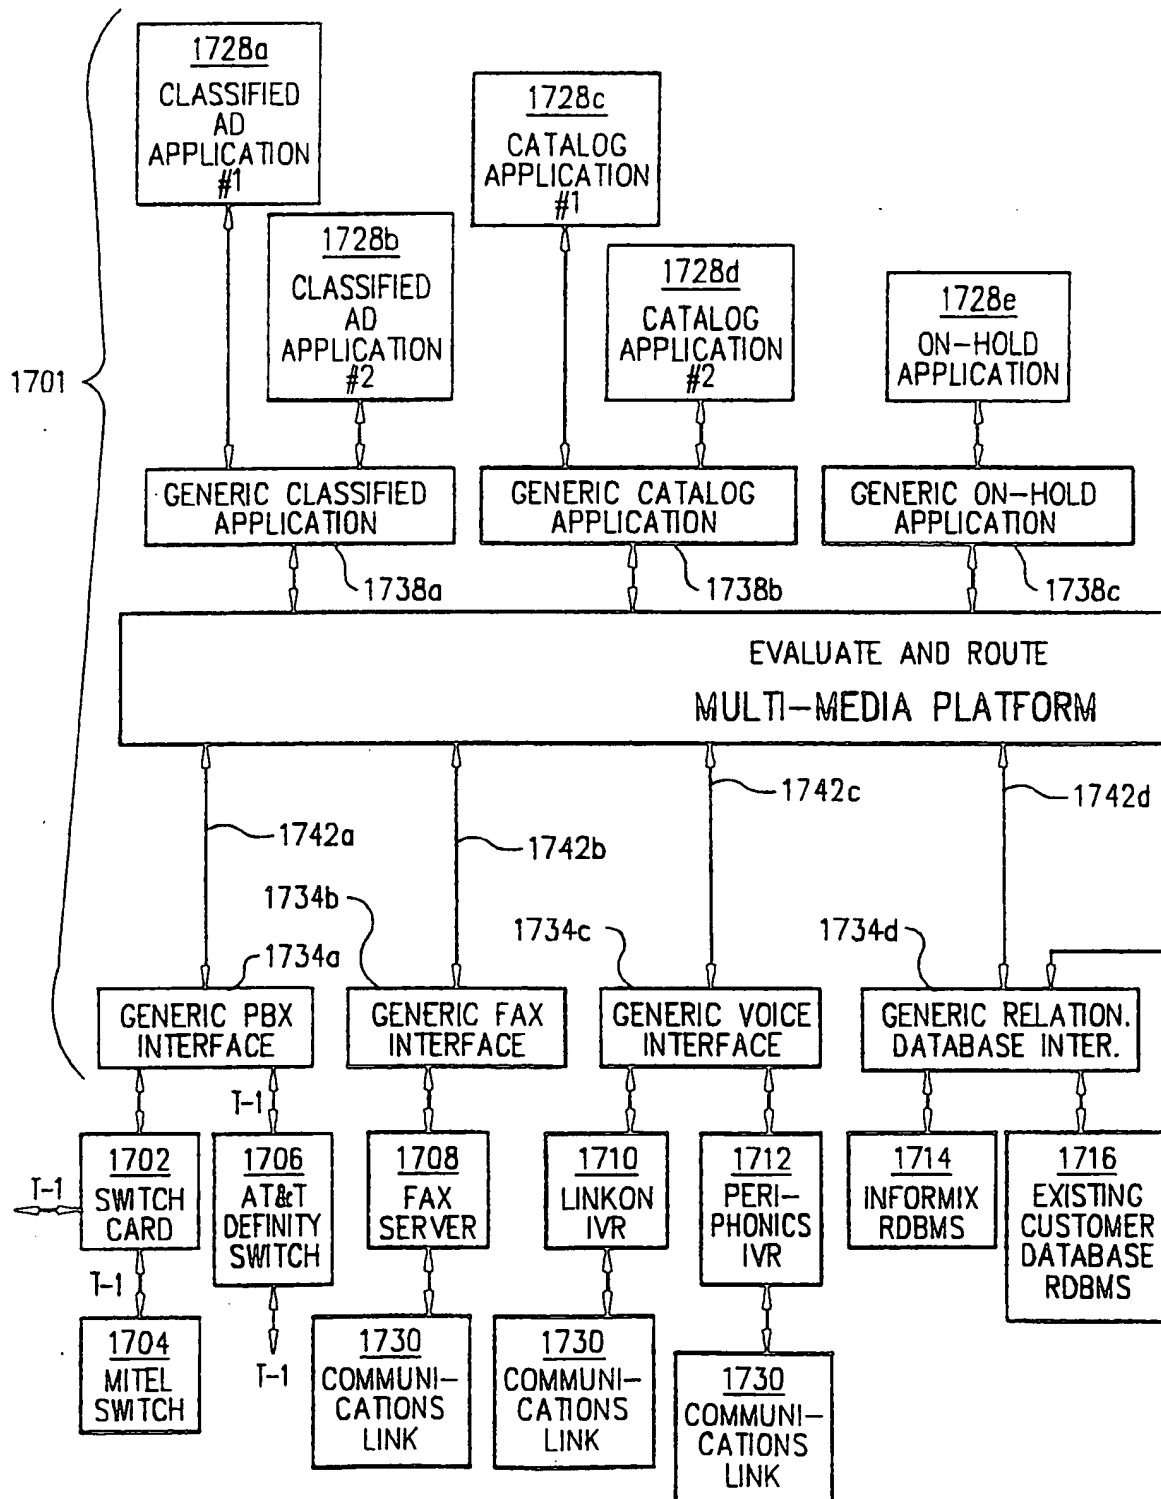 1728a
CLASSIFIED
AD
APPLICATION
#1
1728b
CLASSIFIED
AD
APPLICATION
#2
1728c
CATALOG
APPLICATION
#1
1728d
CATALOG
APPLICATION
#2
1728e
ON-HOLD
APPLICATION
1701
GENERIC CLASSIFIED
APPLICATION
GENERIC CATALOG
APPLICATION
GENERIC ON-HOLD
APPLICATION
1738a
1738b
1738c
EVALUATE AND ROUTE
MULTI-MEDIA PLATFORM
1742a
1742b
1742c
1742d
1734a
1734b
1734c
1734d
GENERIC PBX
INTERFACE
GENERIC FAX
INTERFACE
GENERIC VOICE
INTERFACE
GENERIC RELATION.
DATABASE INTER.
T-1
T-1
1702
SWITCH
CARD
1706
AT&T
DEFINITY
SWITCH
1708
FAX
SERVER
1710
LINKON
IVR
1712
PERI-
PHONICS
IVR
1714
INFORMIX
RDBMS
1716
EXISTING
CUSTOMER
DATABASE
RDBMS
T-1
1704
MITEL
SWITCH
T-1
1730
COMMUNI-
CATIONS
LINK
1730
COMMUNI-
CATIONS
LINK
1730
COMMUNI-
CATIONS
LINK